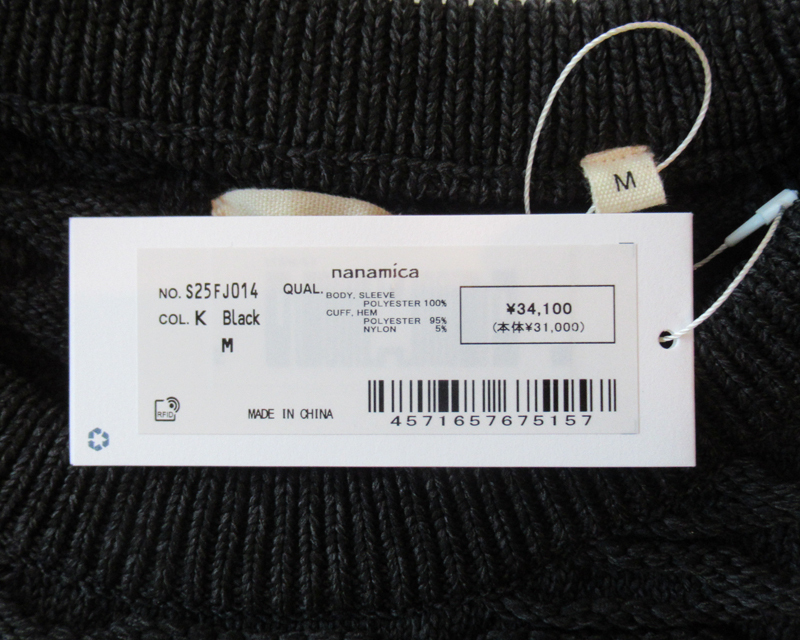 M
nanamica
NO. S25FJ014
COL. K Black
M
QUAL.
BODY, SLEEVE
POLYESTER 100%
CUFF, HEM
POLYESTER 95%
NYLON 5%
¥34,100
(本体¥31,000)
RFID
MADE IN CHINA
4571657675157